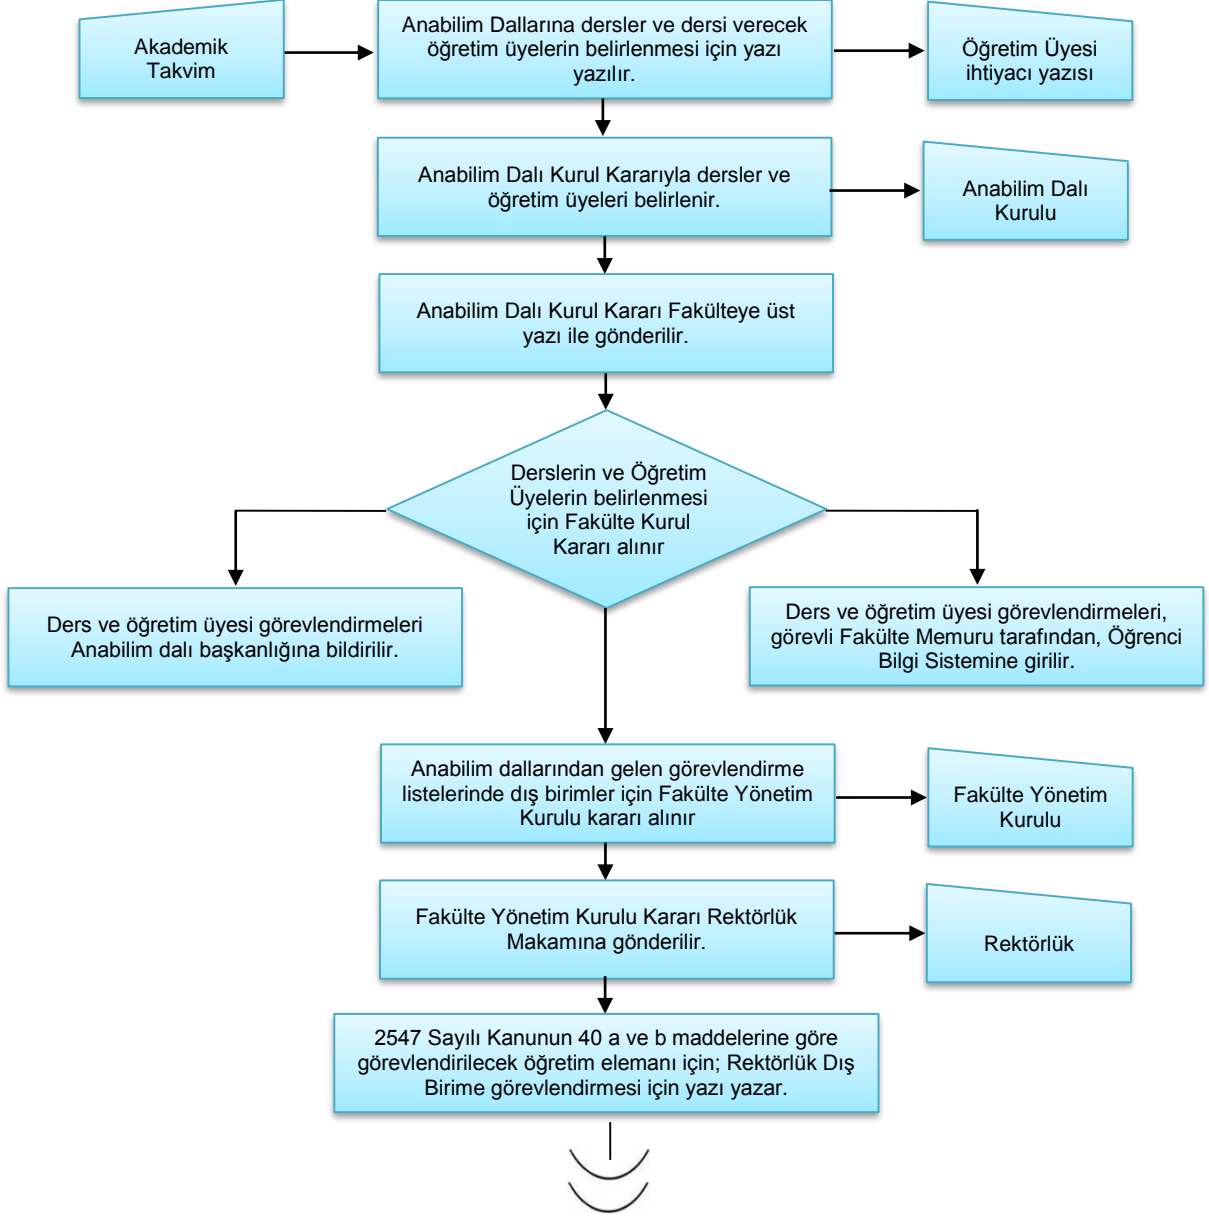 Akademik
Takvim
Anabilim Dallarına dersler ve dersi verecek
öğretim üyelerin belirlenmesi için yazı
yazılır.
Öğretim Üyesi
ihtiyacı yazısı
Anabilim Dalı Kurul Kararıyla dersler ve
öğretim üyeleri belirlenir.
Anabilim Dalı
Kurulu
Anabilim Dalı Kurul Kararı Fakülteye üst
yazı ile gönderilir.
Derslerin ve Öğretim
Üyelerin belirlenmesi
için Fakülte Kurul
Kararı alınır
Ders ve öğretim üyesi görevlendirmeleri
Anabilim dalı başkanlığına bildirilir.
Ders ve öğretim üyesi görevlendirmeleri,
görevli Fakülte Memuru tarafından, Öğrenci
Bilgi Sistemine girilir.
Anabilim dallarından gelen görevlendirme
listelerinde dış birimler için Fakülte Yönetim
Kurulu kararı alınır
Fakülte Yönetim
Kurulu
Fakülte Yönetim Kurulu Kararı Rektörlük
Makamına gönderilir.
Rektörlük
2547 Sayılı Kanunun 40 a ve b maddelerine göre
görevlendirilecek öğretim elemanı için; Rektörlük Dış
Birime görevlendirmesi için yazı yazar.